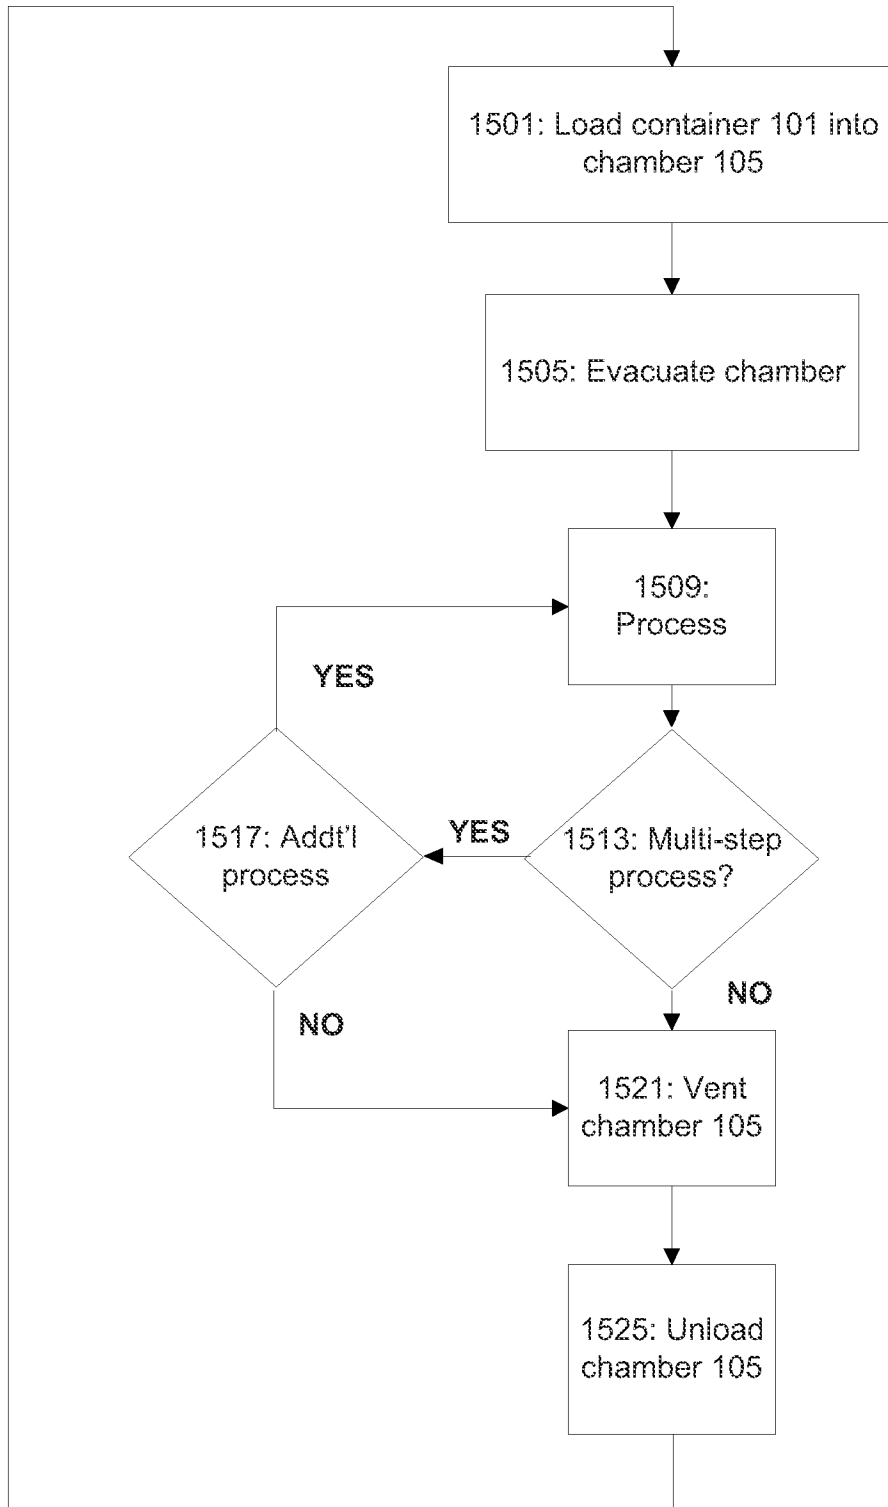 1501: Load container 101 into
chamber 105
1505: Evacuate chamber
1509:
Process
YES
1517: Addt'l
process
YES
1513: Multi-step
process?
NO
NO
1521: Vent
chamber 105
1525: Unload
chamber 105